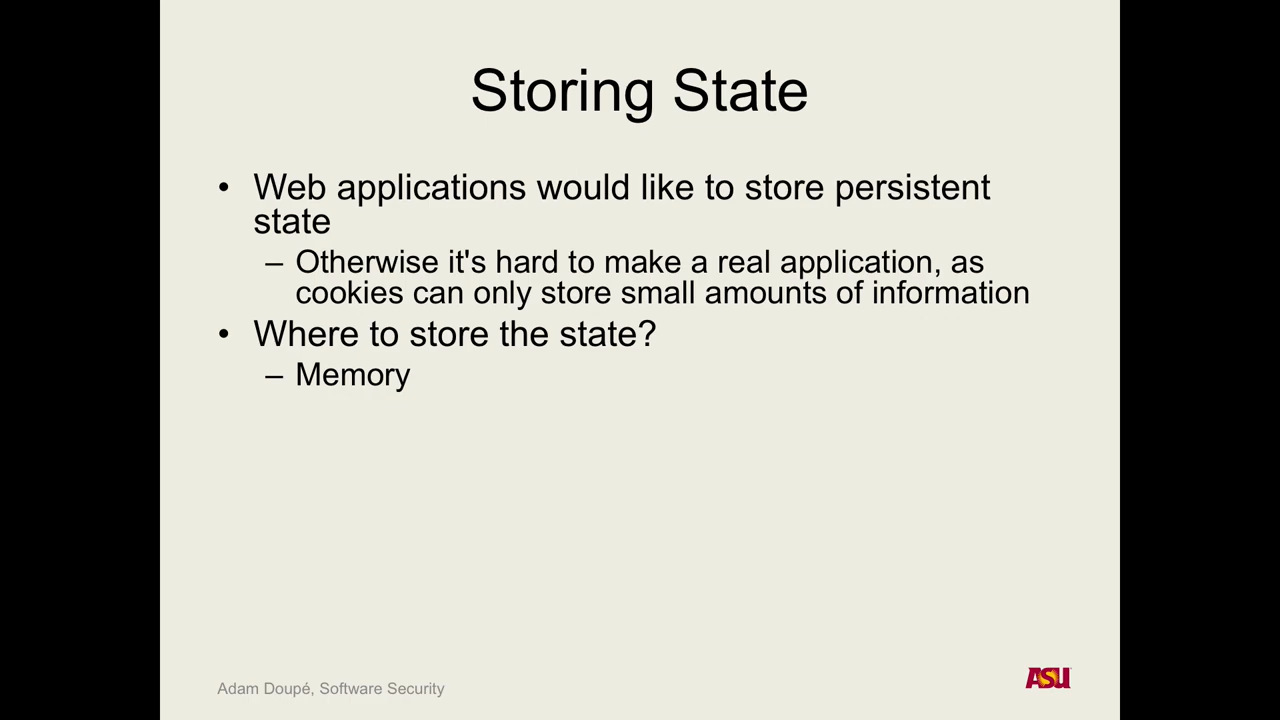 Storing State
• Web applications would like to store persistent
state
– Otherwise it's hard to make a real application, as
cookies can only store small amounts of information
• Where to store the state?
– Memory
Adam Doupé, Software Security
ASU